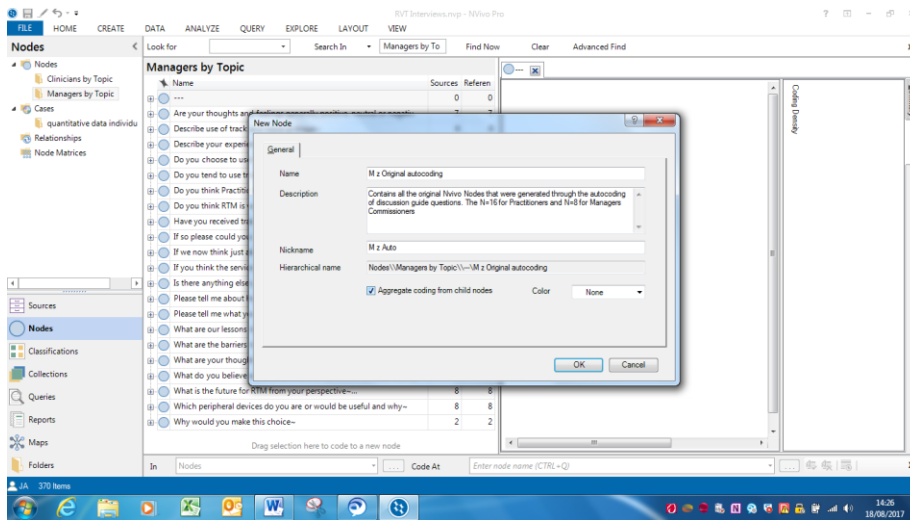 RVT Interviews.nvp - NVivo Pro
FILE HOME CREATE DATA ANALYZE QUERY EXPLORE LAYOUT VIEW
Nodes
Look for Search In Managers by To Find Now Clear Advanced Find
Nodes
Clinicians by Topic
Managers by Topic
Cases
quantitative data individu
Relationships
Node Matrices
Sources
Nodes
Classifications
Collections
Queries
Reports
Maps
Folders
Managers by Topic
Name Sources Referen
--- 0 0
Are your thoughts and feelings generally positive, neutral or negativ
Describe use of track
Describe your experie
Do you choose to us
Do you tend to use t
Do you think Practitio
Do you think RTM is
Have you received tr
If so please could you
If we now think just a
If you think the servi
Is there anything else
Please tell me about
Please tell me what y
What are our lessons
What are the barriers
What are your thoug
What do you believe
What is the future for RTM from your perspective~... 8 8
Which peripheral devices do you are or would be useful and why~ 8 8
Why would you make this choice~ 2 2
Drag selection here to code to a new node
---
Coding Density
New Node
General
Name M z Original autocoding
Description Contains all the original Nvivo Nodes that were generated through the autocoding
of discussion guide questions. The N=16 for Practitioners and N=8 for Managers
Commissioners
Nickname M z Auto
Hierarchical name Nodes\\Managers by Topic\\---\M z Original autocoding
Aggregate coding from child nodes Color None
OK Cancel
In Nodes ... Code At Enter node name (CTRL+Q) ...
JA 370 Items
14:26
18/08/2017